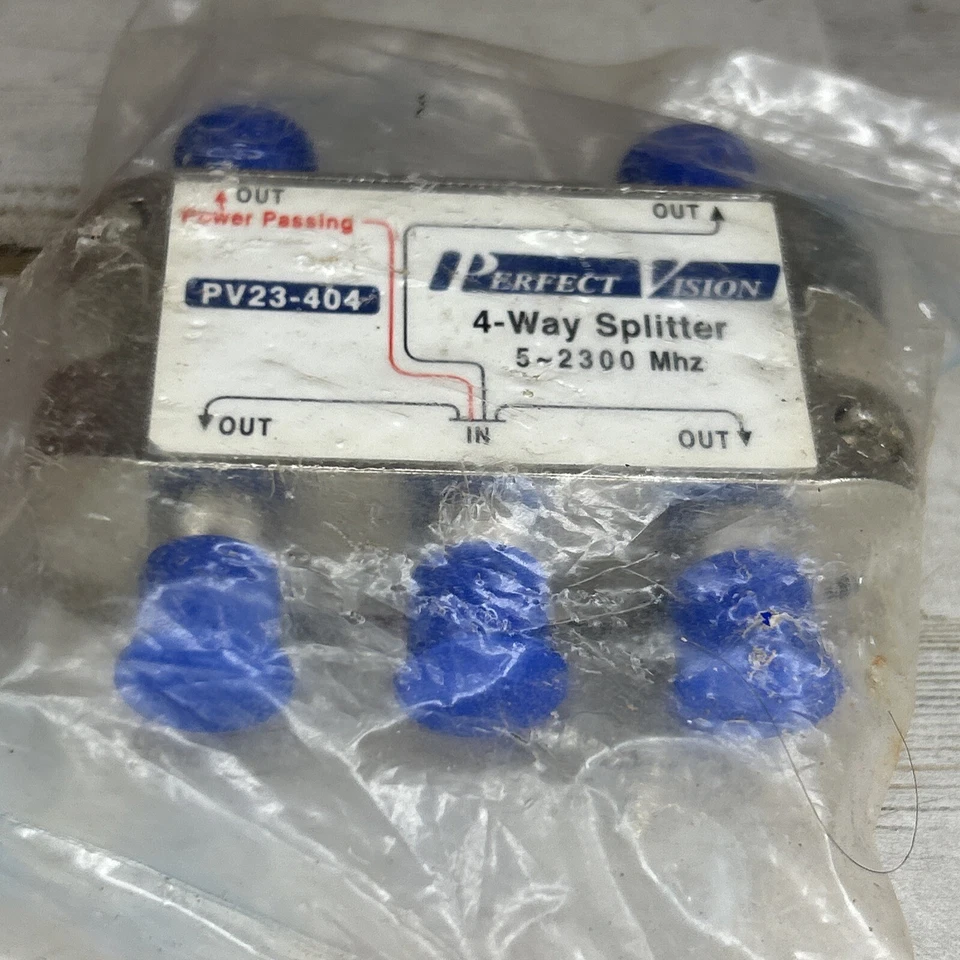 OUT
Power Passing
OUT
PV23-404
PERFECT VISION
4-Way Splitter
5~2300 Mhz
OUT
IN
OUT